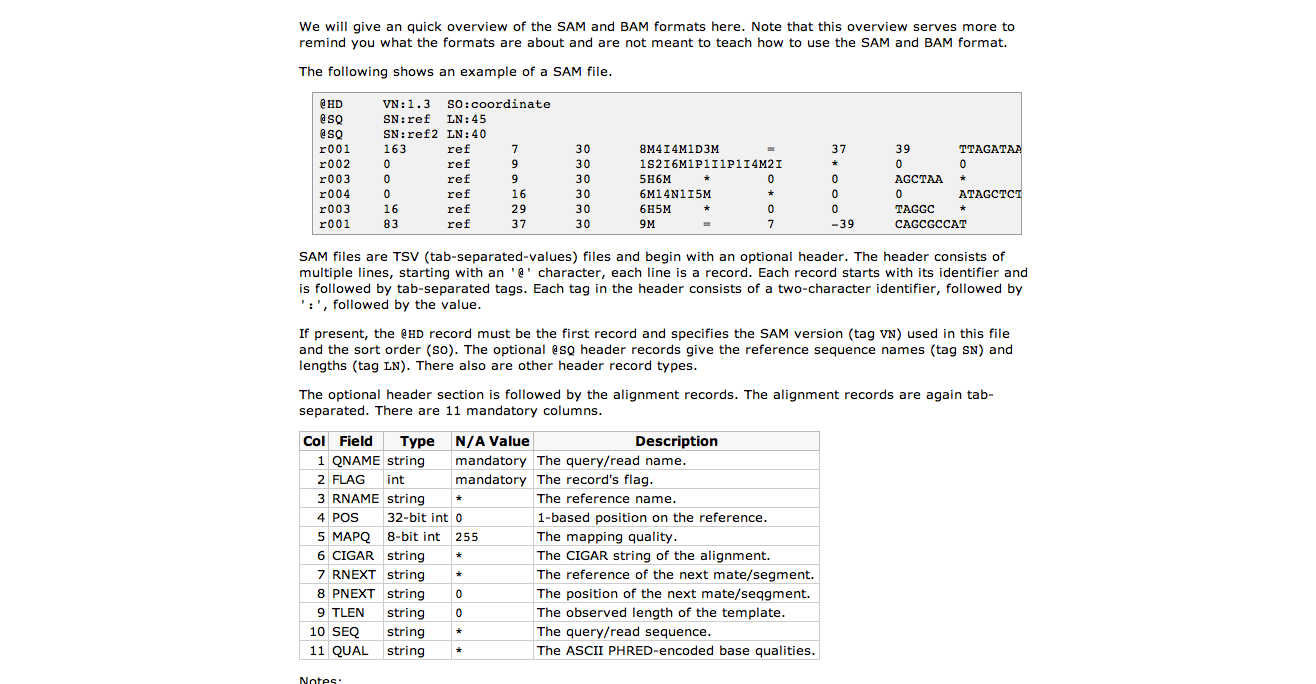 We will give an quick overview of the SAM and BAM formats here. Note that this overview serves more to
remind you what the formats are about and are not meant to teach how to use the SAM and BAM format.
The following shows an example of a SAM file.
@HD VN:1.3 SO:coordinate
@SQ SN:ref LN:45
@SQ SN:ref2 LN:40
r001 163 ref 7 30 8M4I4M1D3M = 37 39 TTAGATAA
r002 0 ref 9 30 1S2I6M1P1I1P1I4M2I * 0 0
r003 0 ref 9 30 5H6M * 0 0 AGCTAA *
r004 0 ref 16 30 6M14N1I5M * 0 0 ATAGCTCT
r003 16 ref 29 30 6H5M * 0 0 TAGGC *
r001 83 ref 37 30 9M = 7 -39 CAGCGCCAT
SAM files are TSV (tab-separated-values) files and begin with an optional header. The header consists of
multiple lines, starting with an '@' character, each line is a record. Each record starts with its identifier and
is followed by tab-separated tags. Each tag in the header consists of a two-character identifier, followed by
':', followed by the value.
If present, the @HD record must be the first record and specifies the SAM version (tag VN) used in this file
and the sort order (SO). The optional @SQ header records give the reference sequence names (tag SN) and
lengths (tag LN). There also are other header record types.
The optional header section is followed by the alignment records. The alignment records are again tab-
separated. There are 11 mandatory columns.
Col Field Type N/A Value Description
1 QNAME string mandatory The query/read name.
2 FLAG int mandatory The record's flag.
3 RNAME string * The reference name.
4 POS 32-bit int 0 1-based position on the reference.
5 MAPQ 8-bit int 255 The mapping quality.
6 CIGAR string * The CIGAR string of the alignment.
7 RNEXT string * The reference of the next mate/segment.
8 PNEXT string 0 The position of the next mate/seqgment.
9 TLEN string 0 The observed length of the template.
10 SEQ string * The query/read sequence.
11 QUAL string * The ASCII PHRED-encoded base qualities.
Notes: